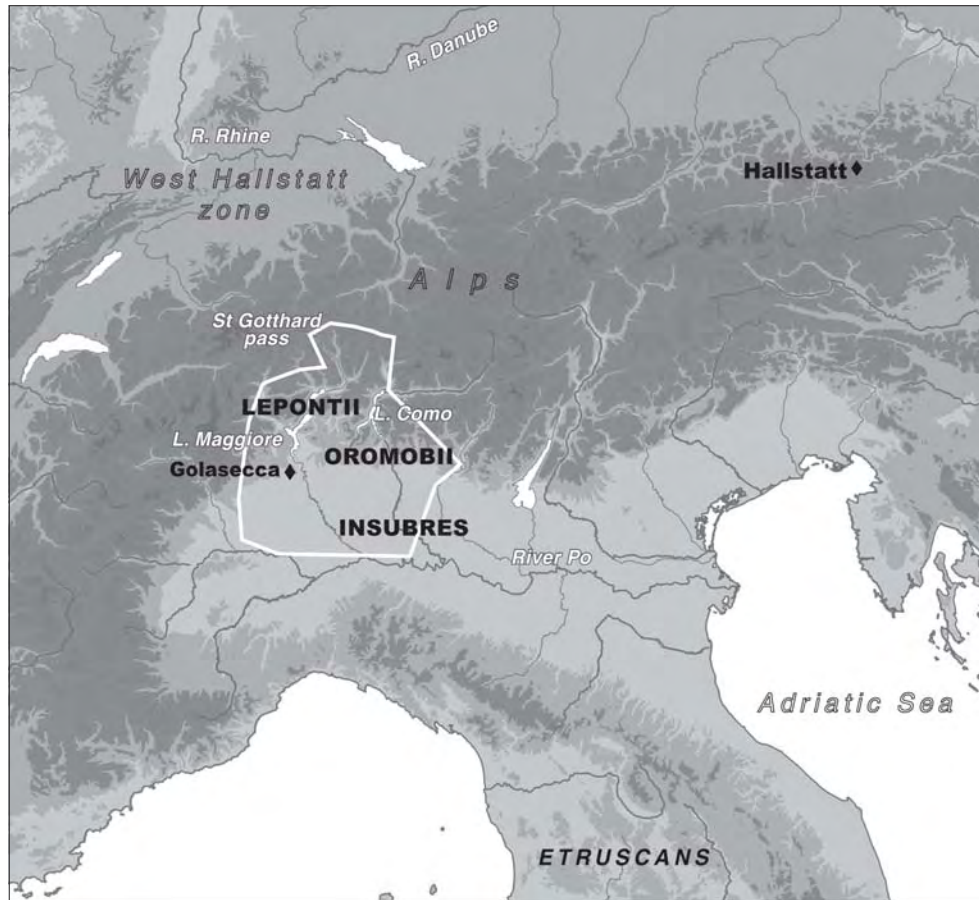 R. Danube
R. Rhine
West Hallstatt
zone
Hallstatt
Alps
St Gotthard
pass
LEPONTII
L. Como
L. Maggiore
OROMOBII
Golasecca
INSUBRES
River Po
Adriatic Sea
ETRUSCANS